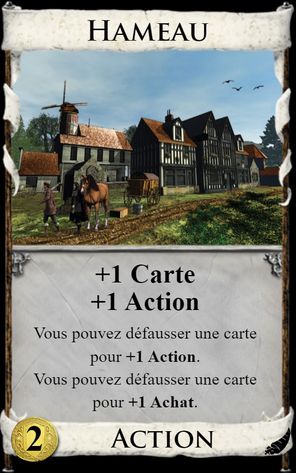 HAMEAU
+1 Carte
+1 Action
Vous pouvez défausser une carte
pour +1 Action.
Vous pouvez défausser une carte
pour +1 Achat.
2
ACTION